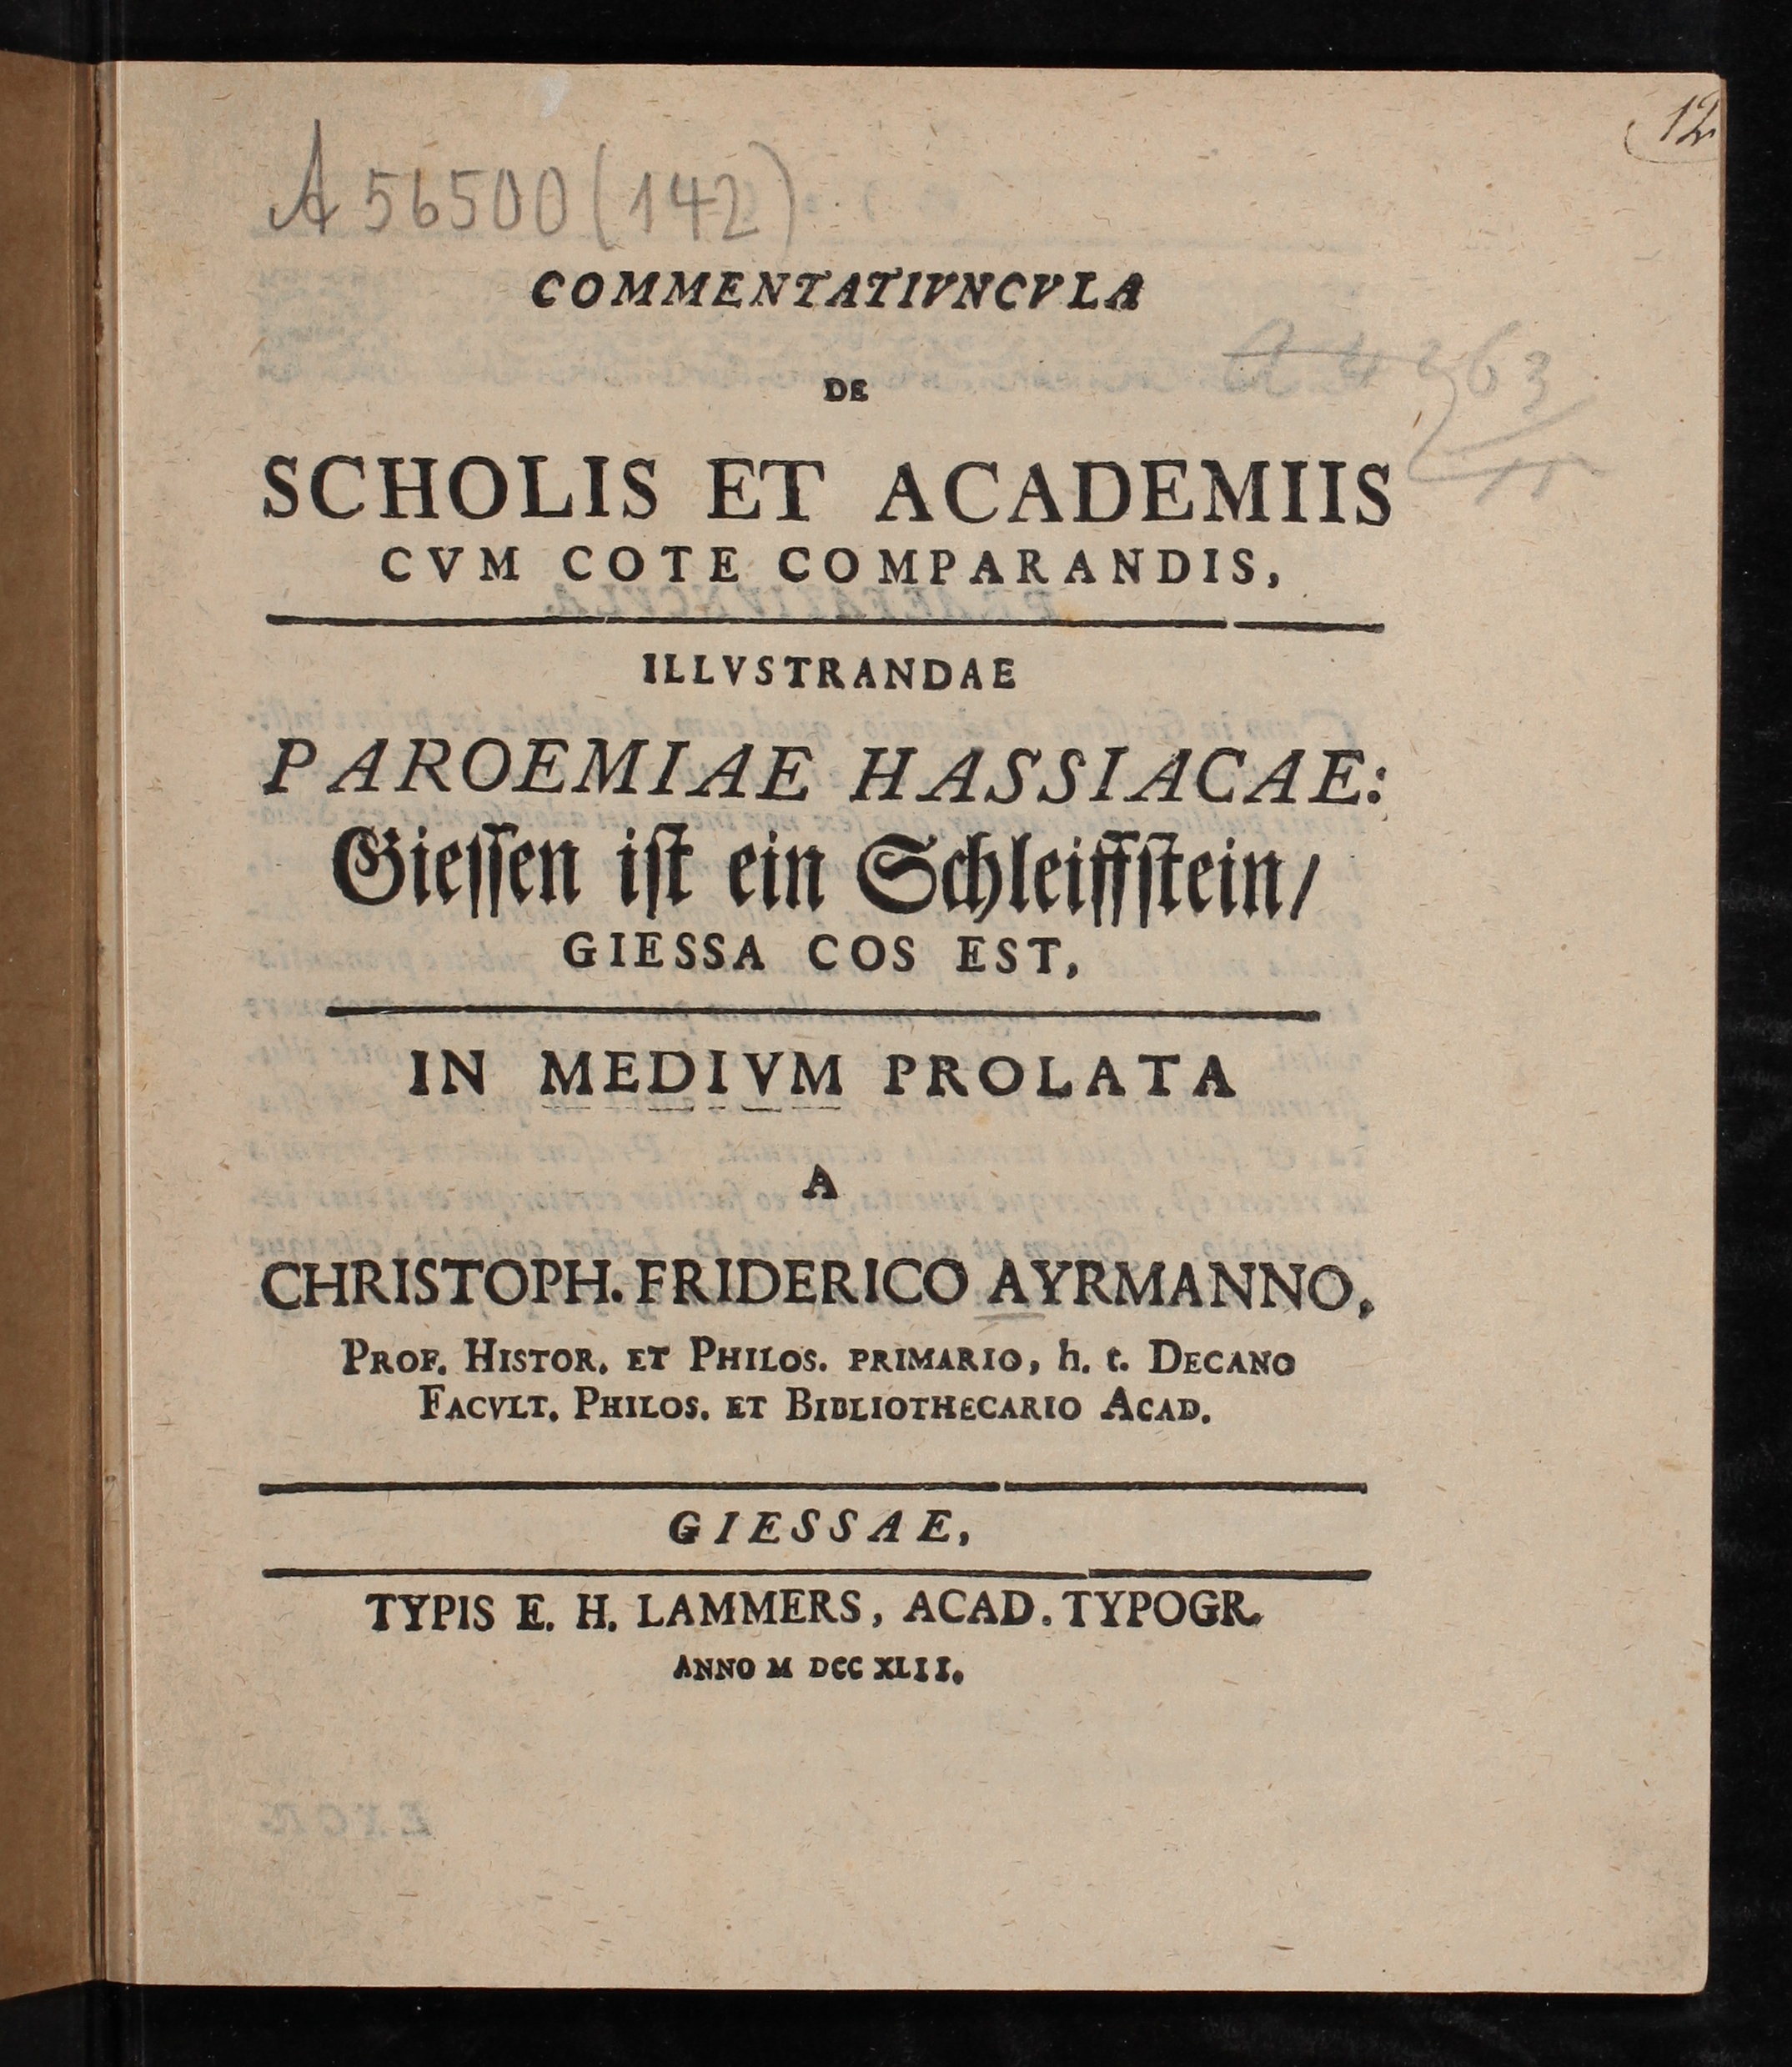 12
A 56500 (142)
COMMENTATIVNCVLA
DE
SCHOLIS ET ACADEMIIS
CVM COTE COMPARANDIS,
ILLVSTRANDAE
PAROEMIAE HASSIACAE:
Gieſſen iſt ein Schleiffſtein/
GIESSA COS EST,
IN MEDIVM PROLATA
A
CHRISTOPH. FRIDERICO AYRMANNO,
PROF. HISTOR. ET PHILOS. PRIMARIO, h. t. DECANO
FACVLT. PHILOS. ET BIBLIOTHECARIO ACAD.
GIESSAE,
TYPIS E. H. LAMMERS, ACAD. TYPOGR.
ANNO M DCC XLII.